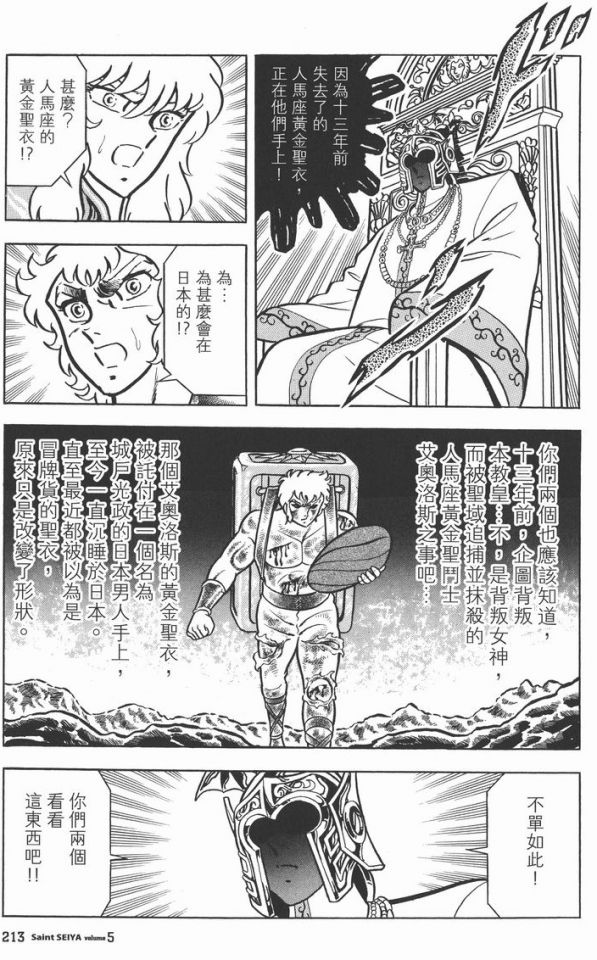 因為十三年前
失去了的
人馬座黃金聖衣，
正在他們手上！
甚麼？
人馬座的
黃金聖衣!?
為…
為甚麼會在
日本的!?
你們兩個也應該知道，
十三年前，企圖背叛
本教皇…不，是背叛女神，
而被聖域追捕並抹殺的
人馬座黃金聖鬥士
艾奧洛斯之事吧…
那個艾奧洛斯的黃金聖衣，
被託付在一個名為
城戶光政的日本男人手上，
至今一直沉睡於日本。
直至最近都被以為是
冒牌貨的聖衣，
原來只是改變了形狀。
不單如此！
你們兩個
看看
這東西吧!!
213 Saint SEIYA volume 5